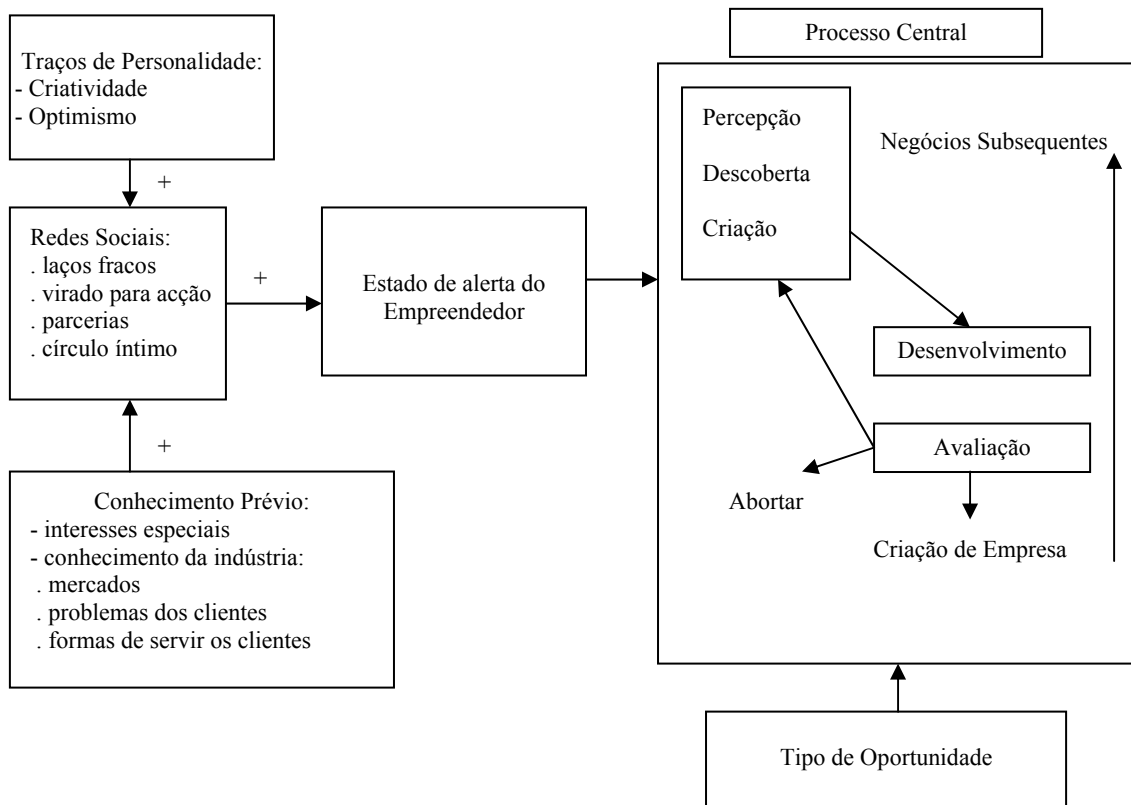 Traços de Personalidade:
- Criatividade
- Optimismo
+
Redes Sociais:
. laços fracos
. virado para acção
. parcerias
. círculo íntimo
+
+
Conhecimento Prévio:
- interesses especiais
- conhecimento da indústria:
. mercados
. problemas dos clientes
. formas de servir os clientes
Estado de alerta do
Empreendedor
Processo Central
Percepção
Descoberta
Criação
Negócios Subsequentes
Desenvolvimento
Avaliação
Abortar
Criação de Empresa
Tipo de Oportunidade